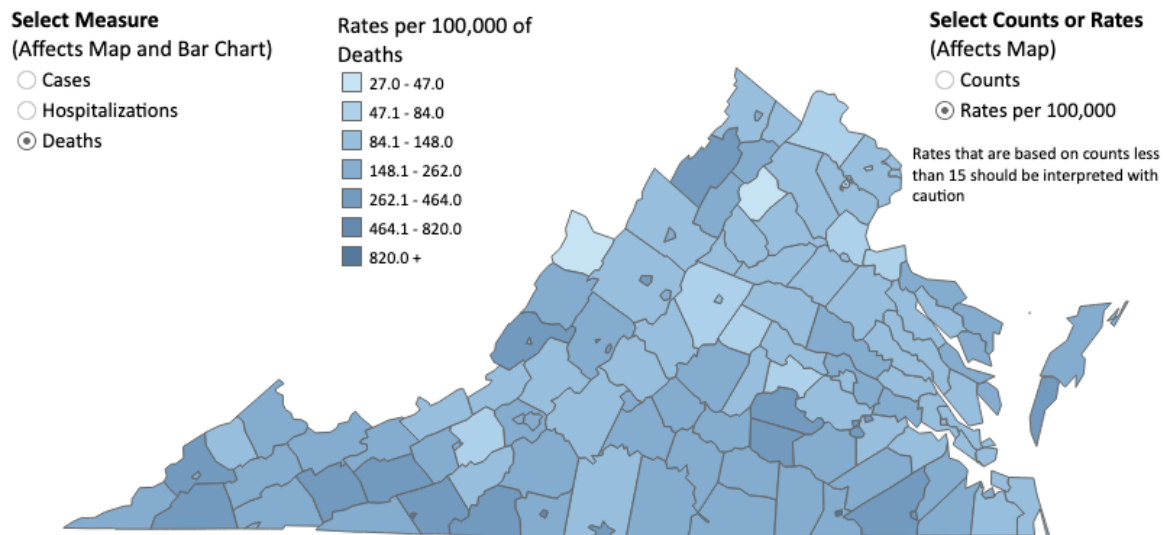 Select Measure
(Affects Map and Bar Chart)
Cases
Hospitalizations
Deaths
Rates per 100,000 of
Deaths
27.0 - 47.0
47.1 - 84.0
84.1 - 148.0
148.1 - 262.0
262.1 - 464.0
464.1 - 820.0
820.0 +
Select Counts or Rates
(Affects Map)
Counts
Rates per 100,000
Rates that are based on counts less
than 15 should be interpreted with
caution